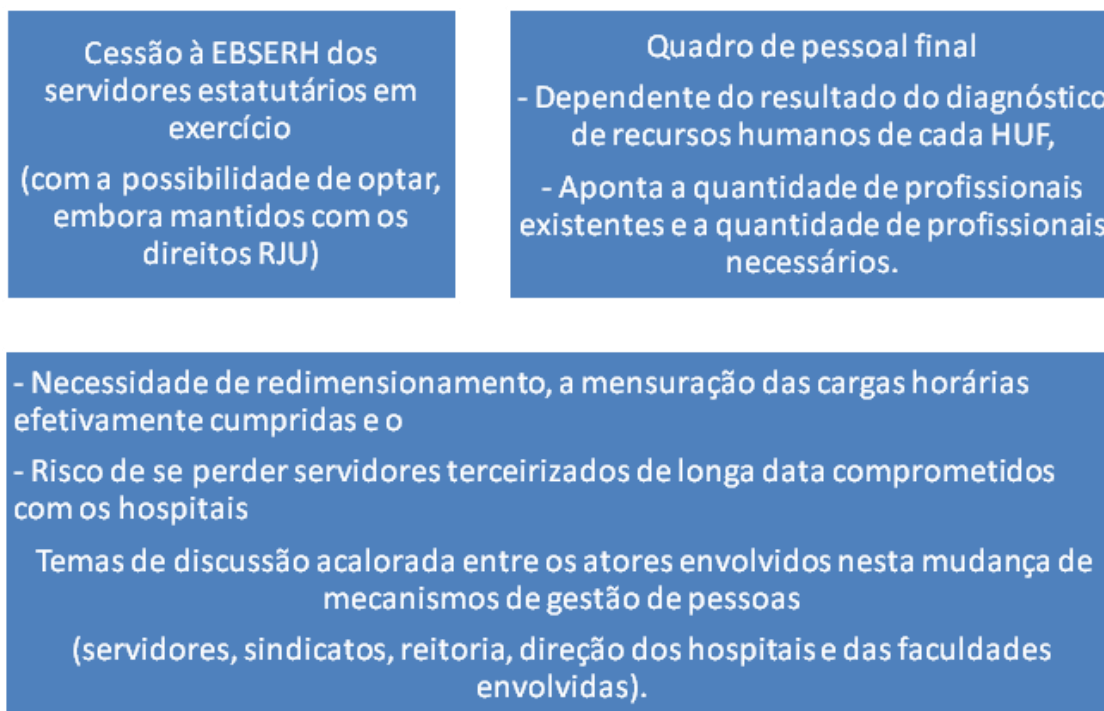 Cessão à EBSERH dos
servidores estatutários em
exercício
(com a possibilidade de optar,
embora mantidos com os
direitos RJU)
Quadro de pessoal final
- Dependente do resultado do diagnóstico
de recursos humanos de cada HUF,
- Aponta a quantidade de profissionais
existentes e a quantidade de profissionais
necessários.
- Necessidade de redimensionamento, a mensuração das cargas horárias
efetivamente cumpridas e o
- Risco de se perder servidores terceirizados de longa data comprometidos
com os hospitais
Temas de discussão acalorada entre os atores envolvidos nesta mudança de
mecanismos de gestão de pessoas
(servidores, sindicatos, reitoria, direção dos hospitais e das faculdades
envolvidas).